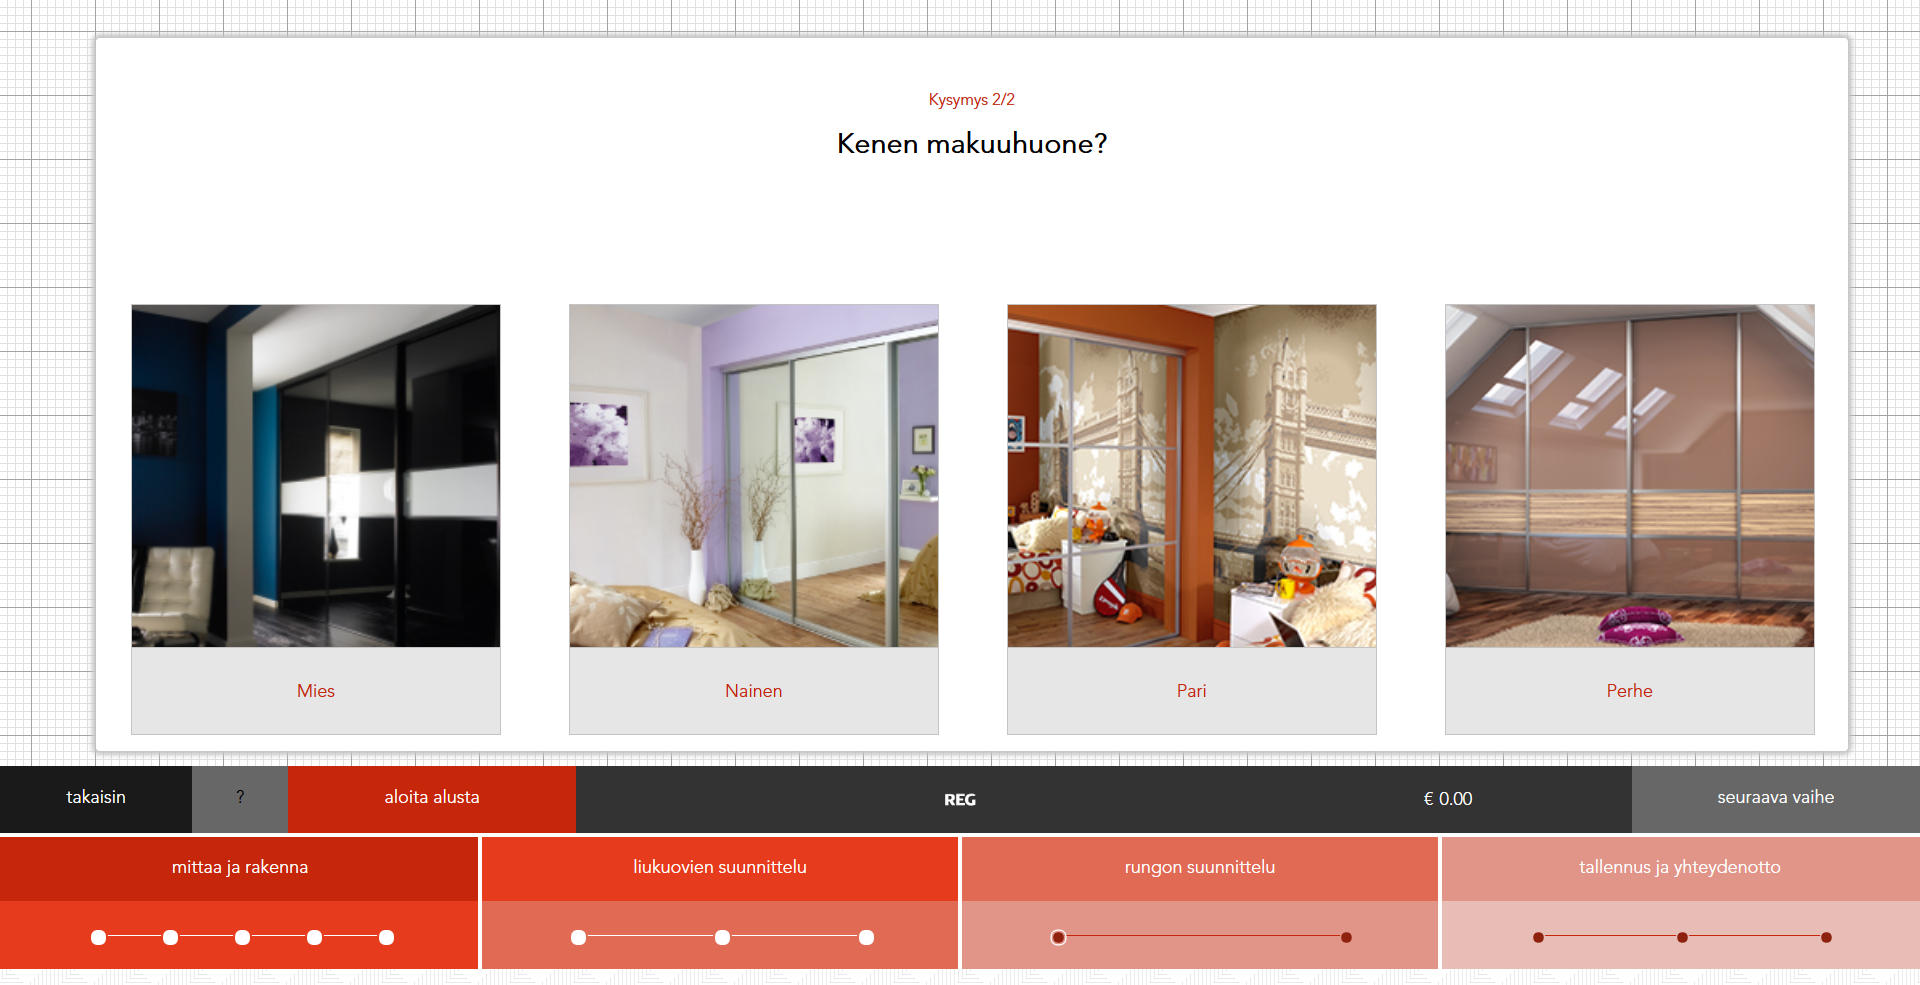 Kysymys 2/2
Kenen makuuhuone?
Mies
Nainen
Pari
Perhe
takaisin
?
aloita alusta
REG
€ 0.00
seuraava vaihe
mittaa ja rakenna
liukuovien suunnittelu
rungon suunnittelu
tallennus ja yhteydenotto